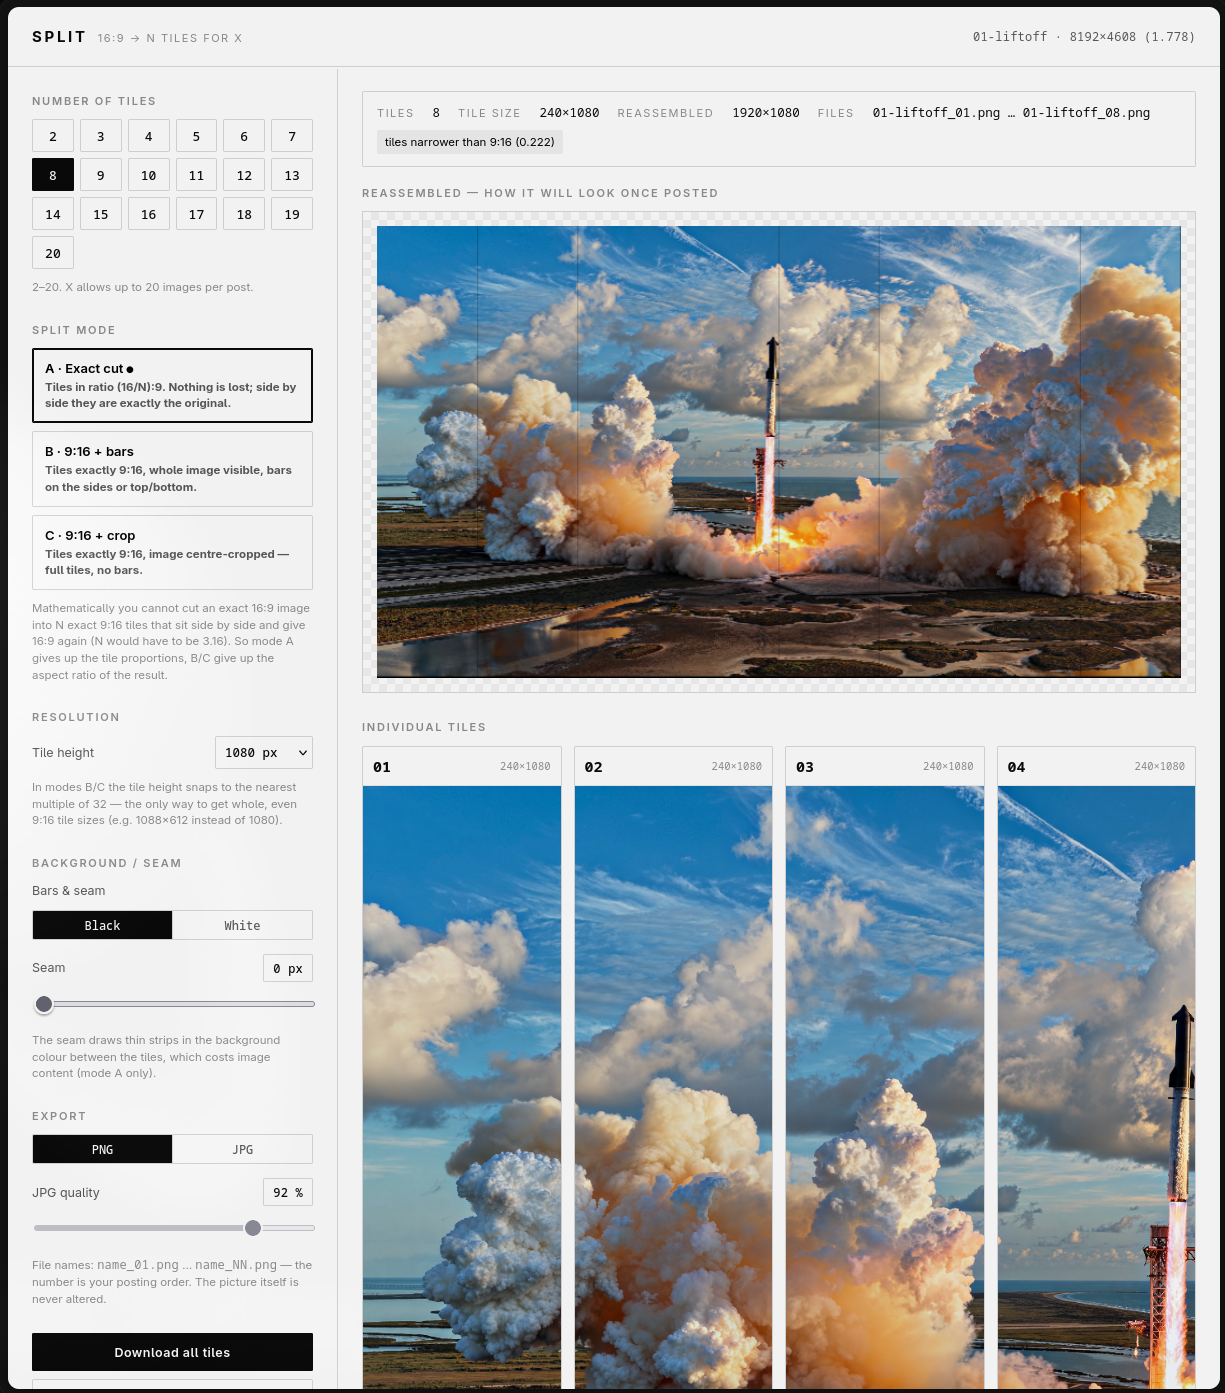 SPLIT 16:9 → N TILES FOR X
01-liftoff · 8192×4608 (1.778)
NUMBER OF TILES
2 3 4 5 6 7
8 9 10 11 12 13
14 15 16 17 18 19
20
2–20. X allows up to 20 images per post.
SPLIT MODE
A · Exact cut ●
Tiles in ratio (16/N):9. Nothing is lost; side by
side they are exactly the original.
B · 9:16 + bars
Tiles exactly 9:16, whole image visible, bars
on the sides or top/bottom.
C · 9:16 + crop
Tiles exactly 9:16, image centre-cropped —
full tiles, no bars.
Mathematically you cannot cut an exact 16:9 image
into N exact 9:16 tiles that sit side by side and give
16:9 again (N would have to be 3.16). So mode A
gives up the tile proportions, B/C give up the
aspect ratio of the result.
RESOLUTION
Tile height 1080 px
In modes B/C the tile height snaps to the nearest
multiple of 32 — the only way to get whole, even
9:16 tile sizes (e.g. 1088×612 instead of 1080).
BACKGROUND / SEAM
Bars & seam
Black White
Seam 0 px
The seam draws thin strips in the background
colour between the tiles, which costs image
content (mode A only).
EXPORT
PNG JPG
JPG quality 92 %
File names: name_01.png … name_NN.png — the
number is your posting order. The picture itself is
never altered.
Download all tiles
TILES 8 TILE SIZE 240×1080 REASSEMBLED 1920×1080 FILES 01-liftoff_01.png … 01-liftoff_08.png
tiles narrower than 9:16 (0.222)
REASSEMBLED — HOW IT WILL LOOK ONCE POSTED
INDIVIDUAL TILES
01 240×1080 02 240×1080 03 240×1080 04 240×1080